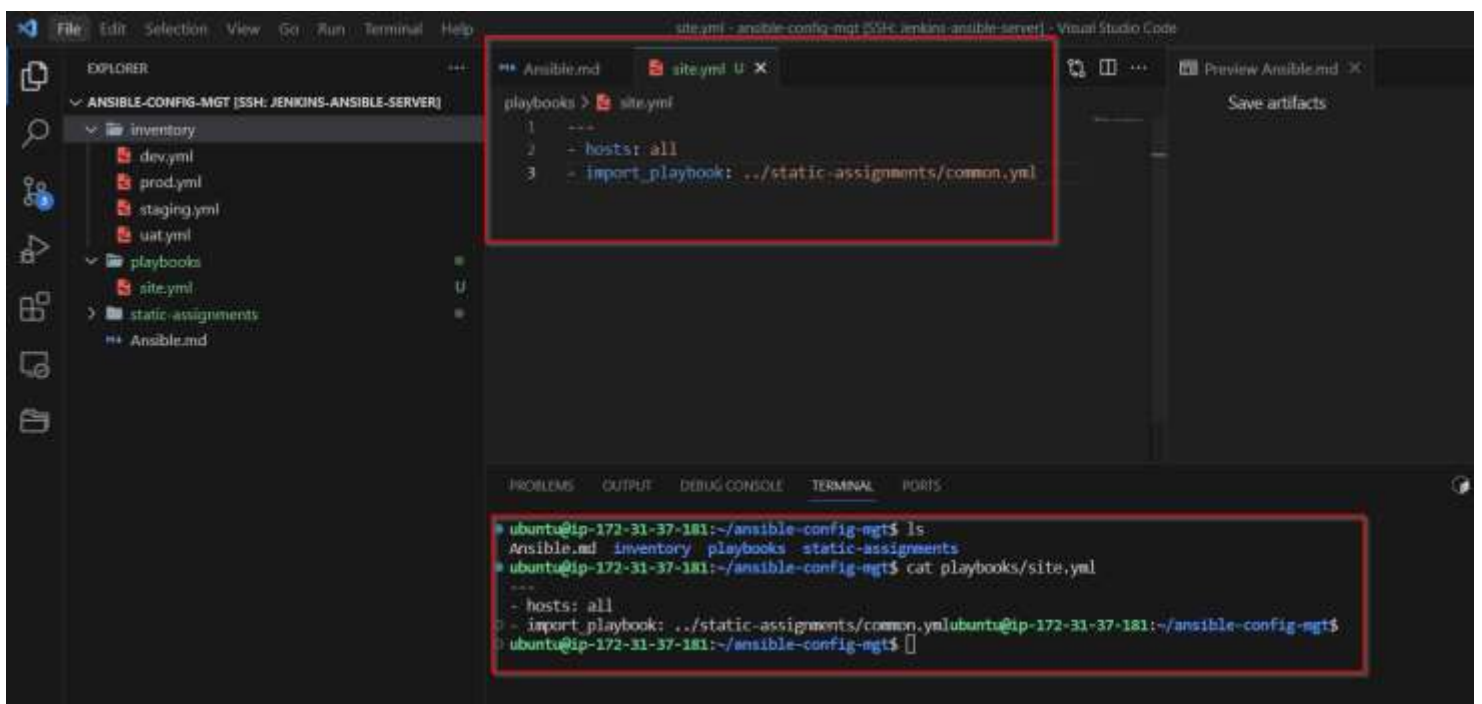 File Edit Selection View Go Run Terminal Help
site.yml - ansible-config-mgt [SSH: Jenkins-ansible-server] - Visual Studio Code
EXPLORER
ANSIBLE-CONFIG-MGT [SSH: JENKINS-ANSIBLE-SERVER]
inventory
dev.yml
prod.yml
staging.yml
uat.yml
playbooks
site.yml U
static-assignments
Ansible.md
Ansible.md site.yml U
playbooks > site.yml
1 ---
2 - hosts: all
3 - import_playbook: ../static-assignments/common.yml
Preview Ansible.md
Save artifacts
PROBLEMS OUTPUT DEBUG CONSOLE TERMINAL PORTS
ubuntu@ip-172-31-37-181:~/ansible-config-mgt$ ls
Ansible.md inventory playbooks static-assignments
ubuntu@ip-172-31-37-181:~/ansible-config-mgt$ cat playbooks/site.yml
---
- hosts: all
- import_playbook: ../static-assignments/common.ymlubuntu@ip-172-31-37-181:~/ansible-config-mgt$
ubuntu@ip-172-31-37-181:~/ansible-config-mgt$